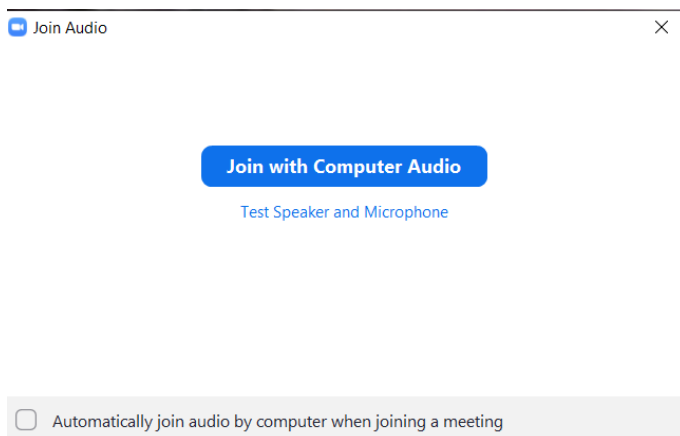 Join Audio
Join with Computer Audio
Test Speaker and Microphone
Automatically join audio by computer when joining a meeting